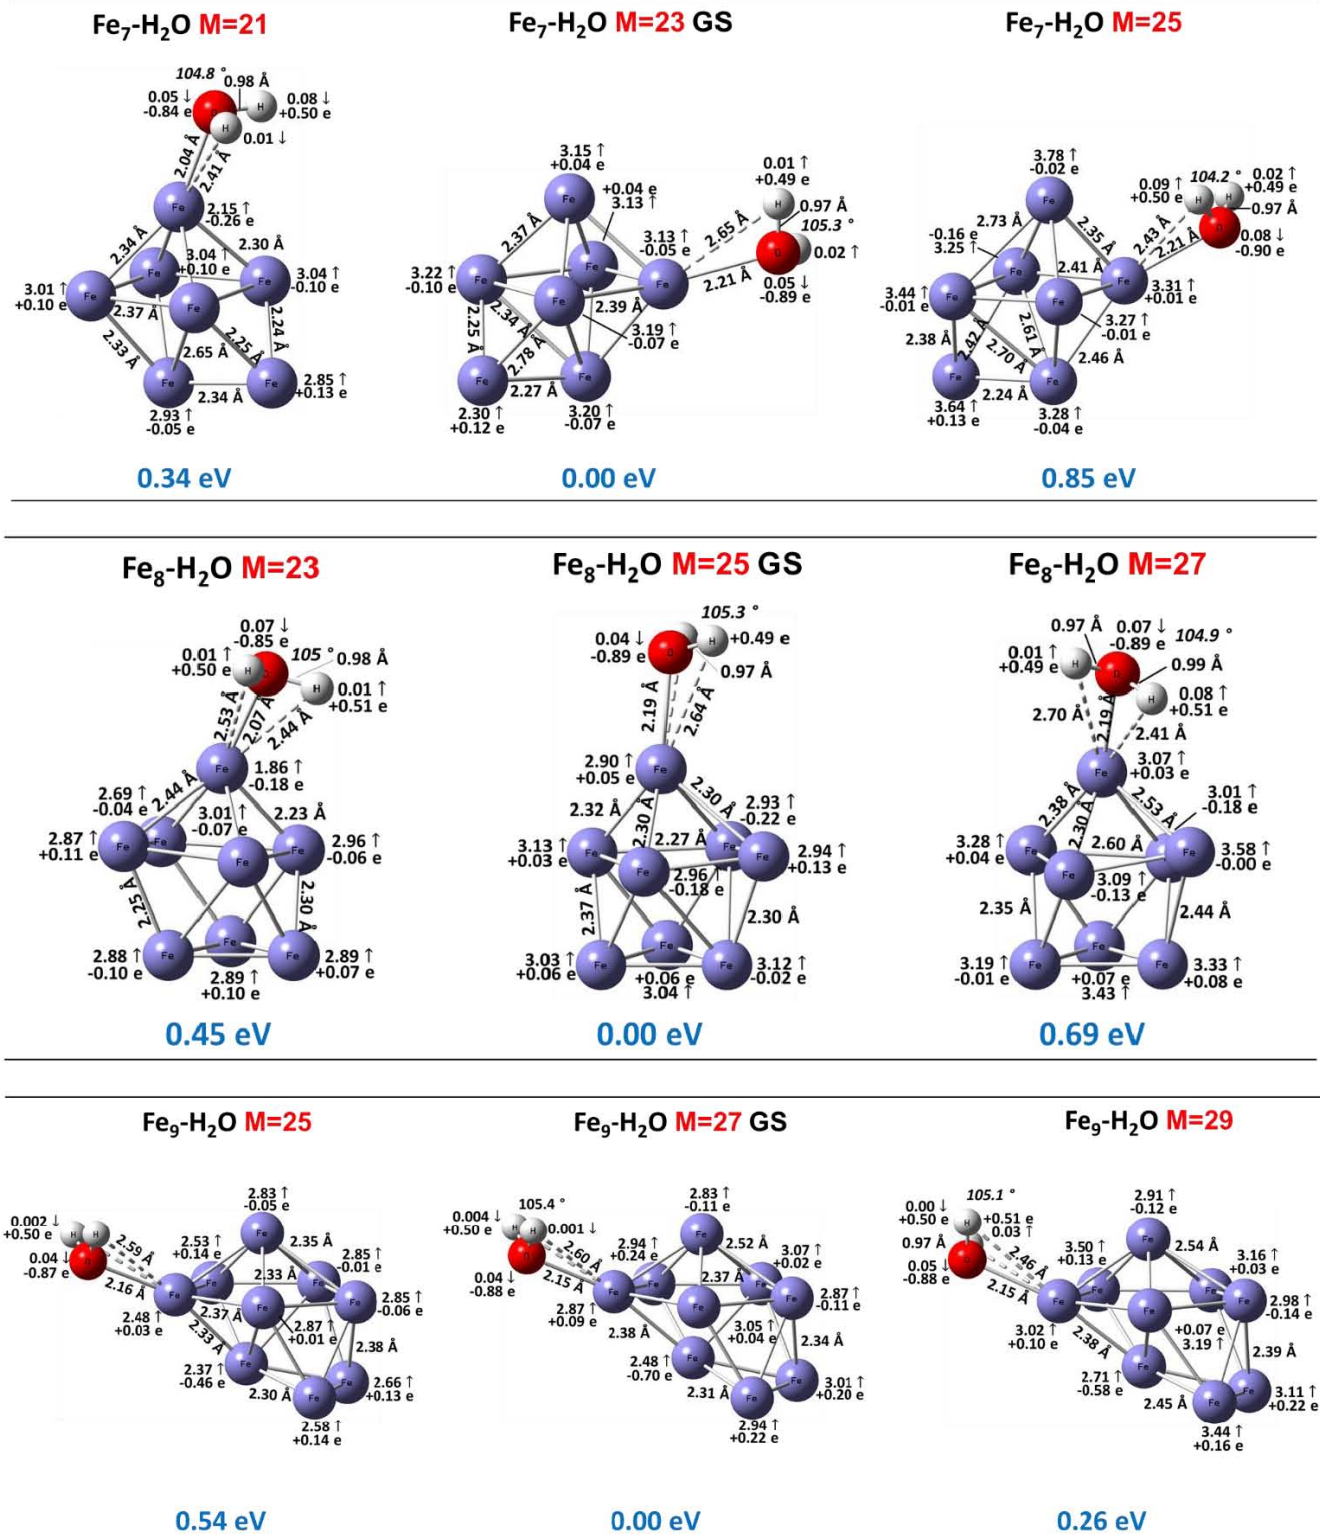 Fe7-H2O M=21
Fe7-H2O M=23 GS
Fe7-H2O M=25
104.8 °
0.98 Å
0.05 ↓
-0.84 e
0.08 ↓
+0.50 e
0.01 ↓
2.04 Å
2.41 Å
2.15 ↑
-0.26 e
2.34 Å
3.04 ↑
+0.10 e
2.30 Å
3.04 ↑
-0.10 e
3.01 ↑
+0.10 e
2.37 Å
2.33 Å
2.65 Å
2.25 Å
2.24 Å
2.34 Å
2.85 ↑
+0.13 e
2.93 ↑
-0.05 e
3.15 ↑
+0.04 e
+0.04 e
3.13 ↑
0.01 ↑
+0.49 e
0.97 Å
105.3 °
2.65 Å
0.02 ↑
2.37 Å
3.13 ↑
-0.05 e
3.22 ↑
-0.10 e
2.21 Å
0.05 ↓
-0.89 e
2.39 Å
2.25 Å
2.34 Å
2.78 Å
3.19 ↑
-0.07 e
2.27 Å
2.30 ↑
+0.12 e
3.20 ↑
-0.07 e
3.78 ↑
-0.02 e
104.2 °
0.09 ↑
+0.50 e
0.02 ↑
+0.49 e
0.97 Å
2.73 Å
2.35 Å
2.43 Å
2.21 Å
0.08 ↓
-0.90 e
-0.16 e
3.25 ↑
2.41 Å
3.31 ↑
+0.01 e
3.44 ↑
-0.01 e
3.27 ↑
-0.01 e
2.38 Å
2.42 Å
2.70 Å
2.61 Å
2.46 Å
2.24 Å
3.64 ↑
+0.13 e
3.28 ↑
-0.04 e
0.34 eV
0.00 eV
0.85 eV
Fe8-H2O M=23
Fe8-H2O M=25 GS
Fe8-H2O M=27
0.07 ↓
-0.85 e
105 °
0.98 Å
0.01 ↑
+0.50 e
0.01 ↑
+0.51 e
2.53 Å
2.07 Å
2.44 Å
1.86 ↑
-0.18 e
2.69 ↑
-0.04 e
2.44 Å
3.01 ↑
-0.07 e
2.23 Å
2.87 ↑
+0.11 e
2.96 ↑
-0.06 e
2.25 Å
2.30 Å
2.88 ↑
-0.10 e
2.89 ↑
+0.10 e
2.89 ↑
+0.07 e
105.3 °
0.04 ↓
-0.89 e
+0.49 e
0.97 Å
2.19 Å
2.64 Å
2.90 ↑
+0.05 e
2.30 Å
2.32 Å
2.30 Å
2.93 ↑
-0.22 e
2.27 Å
3.13 ↑
+0.03 e
2.94 ↑
+0.13 e
2.96 ↑
-0.18 e
2.37 Å
2.30 Å
3.03 ↑
+0.06 e
+0.06 e
3.04 ↑
3.12 ↑
-0.02 e
0.97 Å
0.07 ↓
-0.89 e
104.9 °
0.01 ↑
+0.49 e
0.99 Å
0.08 ↑
+0.51 e
2.70 Å
2.19 Å
2.41 Å
3.07 ↑
+0.03 e
2.38 Å
2.30 Å
2.53 Å
3.01 ↑
-0.18 e
3.28 ↑
+0.04 e
2.60 Å
3.58 ↑
-0.00 e
3.09 ↑
-0.13 e
2.35 Å
2.44 Å
3.19 ↑
-0.01 e
+0.07 e
3.43 ↑
3.33 ↑
+0.08 e
0.45 eV
0.00 eV
0.69 eV
Fe9-H2O M=25
Fe9-H2O M=27 GS
Fe9-H2O M=29
0.002 ↓
+0.50 e
0.04 ↓
-0.87 e
2.59 Å
2.16 Å
2.83 ↑
-0.05 e
2.53 ↑
+0.14 e
2.35 Å
2.85 ↑
-0.01 e
2.33 Å
2.85 ↑
-0.06 e
2.48 ↑
+0.03 e
2.37 Å
2.87 ↑
+0.01 e
2.33 Å
2.38 Å
2.37 ↑
-0.46 e
2.30 Å
2.66 ↑
+0.13 e
2.58 ↑
+0.14 e
105.4 °
0.004 ↓
+0.50 e
0.001 ↓
2.60 Å
0.04 ↓
-0.88 e
2.15 Å
2.83 ↑
-0.11 e
2.94 ↑
+0.24 e
2.52 Å
3.07 ↑
+0.02 e
2.37 Å
2.87 ↑
-0.11 e
2.87 ↑
+0.09 e
2.38 Å
3.05 ↑
+0.04 e
2.34 Å
2.48 ↑
-0.70 e
2.31 Å
3.01 ↑
+0.20 e
2.94 ↑
+0.22 e
0.00 ↓
+0.50 e
105.1 °
+0.51 e
0.03 ↑
0.97 Å
0.05 ↓
-0.88 e
2.46 Å
2.15 Å
2.91 ↑
-0.12 e
3.50 ↑
+0.13 e
2.54 Å
3.16 ↑
+0.03 e
2.98 ↑
-0.14 e
3.02 ↑
+0.10 e
2.38 Å
+0.07 e
3.19 ↑
2.39 Å
2.71 ↑
-0.58 e
2.45 Å
3.11 ↑
+0.22 e
3.44 ↑
+0.16 e
0.54 eV
0.00 eV
0.26 eV